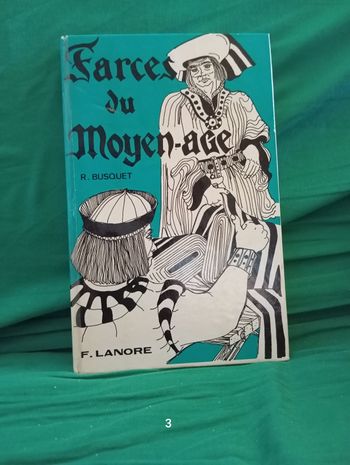 Farces
du
Moyen-age
R. BUSQUET
F. LANORE
3